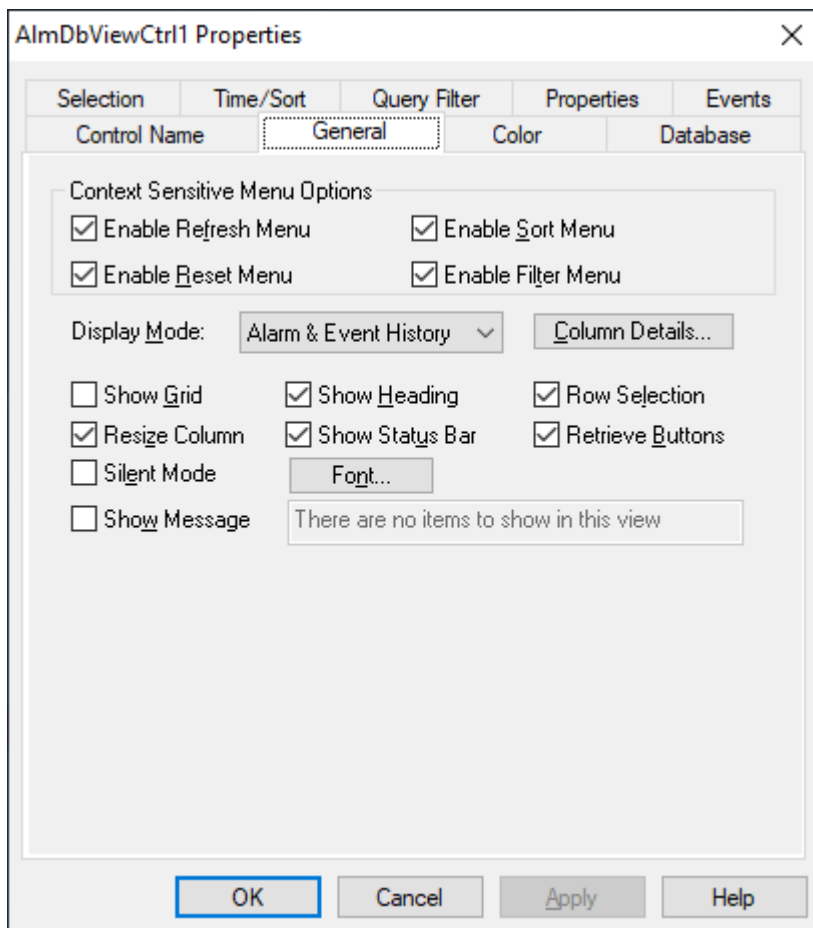 AlmDbViewCtrl1 Properties
Selection Time/Sort Query Filter Properties Events
Control Name General Color Database
Context Sensitive Menu Options
Enable Refresh Menu Enable Sort Menu
Enable Reset Menu Enable Filter Menu
Display Mode: Alarm & Event History Column Details...
Show Grid Show Heading Row Selection
Resize Column Show Status Bar Retrieve Buttons
Silent Mode Font...
Show Message There are no items to show in this view
OK Cancel Apply Help